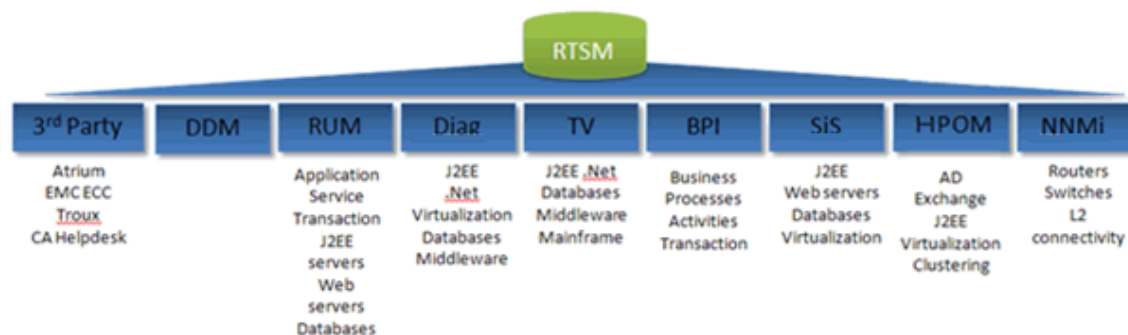 RTSM
3rd Party
Atrium
EMC ECC
Troux
CA Helpdesk
DDM
RUM
Application
Service
Transaction
J2EE
servers
Web
servers
Databases
Diag
J2EE
.Net
Virtualization
Databases
Middleware
TV
J2EE .Net
Databases
Middleware
Mainframe
BPI
Business
Processes
Activities
Transaction
SiS
J2EE
Web servers
Databases
Virtualization
HPOM
AD
Exchange
J2EE
Virtualization
Clustering
NNMi
Routers
Switches
L2
connectivity